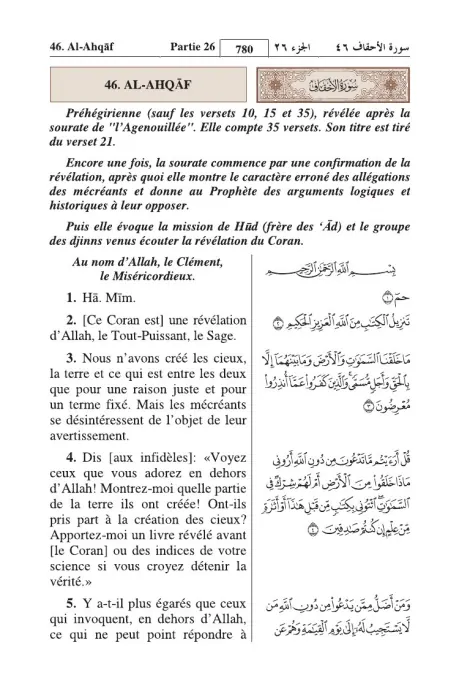 46. Al-Ahqāf Partie 26 780 الجزء ٢٦ سورة الأحقاف ٤٦
46. AL-AHQĀF
سُورَةُ الأَحْقَافِ
Préhégirienne (sauf les versets 10, 15 et 35), révélée après la
sourate de "l'Agenouillée". Elle compte 35 versets. Son titre est tiré
du verset 21.
Encore une fois, la sourate commence par une confirmation de la
révélation, après quoi elle montre le caractère erroné des allégations
des mécréants et donne au Prophète des arguments logiques et
historiques à leur opposer.
Puis elle évoque la mission de Hūd (frère des ‘Ād) et le groupe
des djinns venus écouter la révélation du Coran.
Au nom d'Allah, le Clément,
le Miséricordieux.
1. Hā. Mīm.
2. [Ce Coran est] une révélation
d'Allah, le Tout-Puissant, le Sage.
3. Nous n'avons créé les cieux,
la terre et ce qui est entre les deux
que pour une raison juste et pour
un terme fixé. Mais les mécréants
se désintéressent de l'objet de leur
avertissement.
4. Dis [aux infidèles]: «Voyez
ceux que vous adorez en dehors
d'Allah! Montrez-moi quelle partie
de la terre ils ont créée! Ont-ils
pris part à la création des cieux?
Apportez-moi un livre révélé avant
[le Coran] ou des indices de votre
science si vous croyez détenir la
vérité.»
5. Y a-t-il plus égarés que ceux
qui invoquent, en dehors d'Allah,
ce qui ne peut point répondre à
بِسْمِ اللَّهِ الرَّحْمَٰنِ الرَّحِيمِ
حمٓ ١
تَنزِيلُ الْكِتَٰبِ مِنَ اللَّهِ الْعَزِيزِ الْحَكِيمِ ٢
مَا خَلَقْنَا السَّمَٰوَٰتِ وَالْأَرْضَ وَمَا بَيْنَهُمَآ إِلَّا
بِالْحَقِّ وَأَجَلٍ مُّسَمًّى ۚ وَالَّذِينَ كَفَرُوا عَمَّآ أُنذِرُوا
مُعْرِضُونَ ٣
قُلْ أَرَءَيْتُم مَّا تَدْعُونَ مِن دُونِ اللَّهِ أَرُونِى
مَاذَا خَلَقُوا مِنَ الْأَرْضِ أَمْ لَهُمْ شِرْكٌ فِى
السَّمَٰوَٰتِ ۖ ائْتُونِى بِكِتَٰبٍ مِّن قَبْلِ هَٰذَآ أَوْ أَثَٰرَةٍ
مِّنْ عِلْمٍ إِن كُنتُمْ صَٰدِقِينَ ٤
وَمَنْ أَضَلُّ مِمَّن يَدْعُوا مِن دُونِ اللَّهِ مَن
لَّا يَسْتَجِيبُ لَهُۥٓ إِلَىٰ يَوْمِ الْقِيَٰمَةِ وَهُمْ عَن